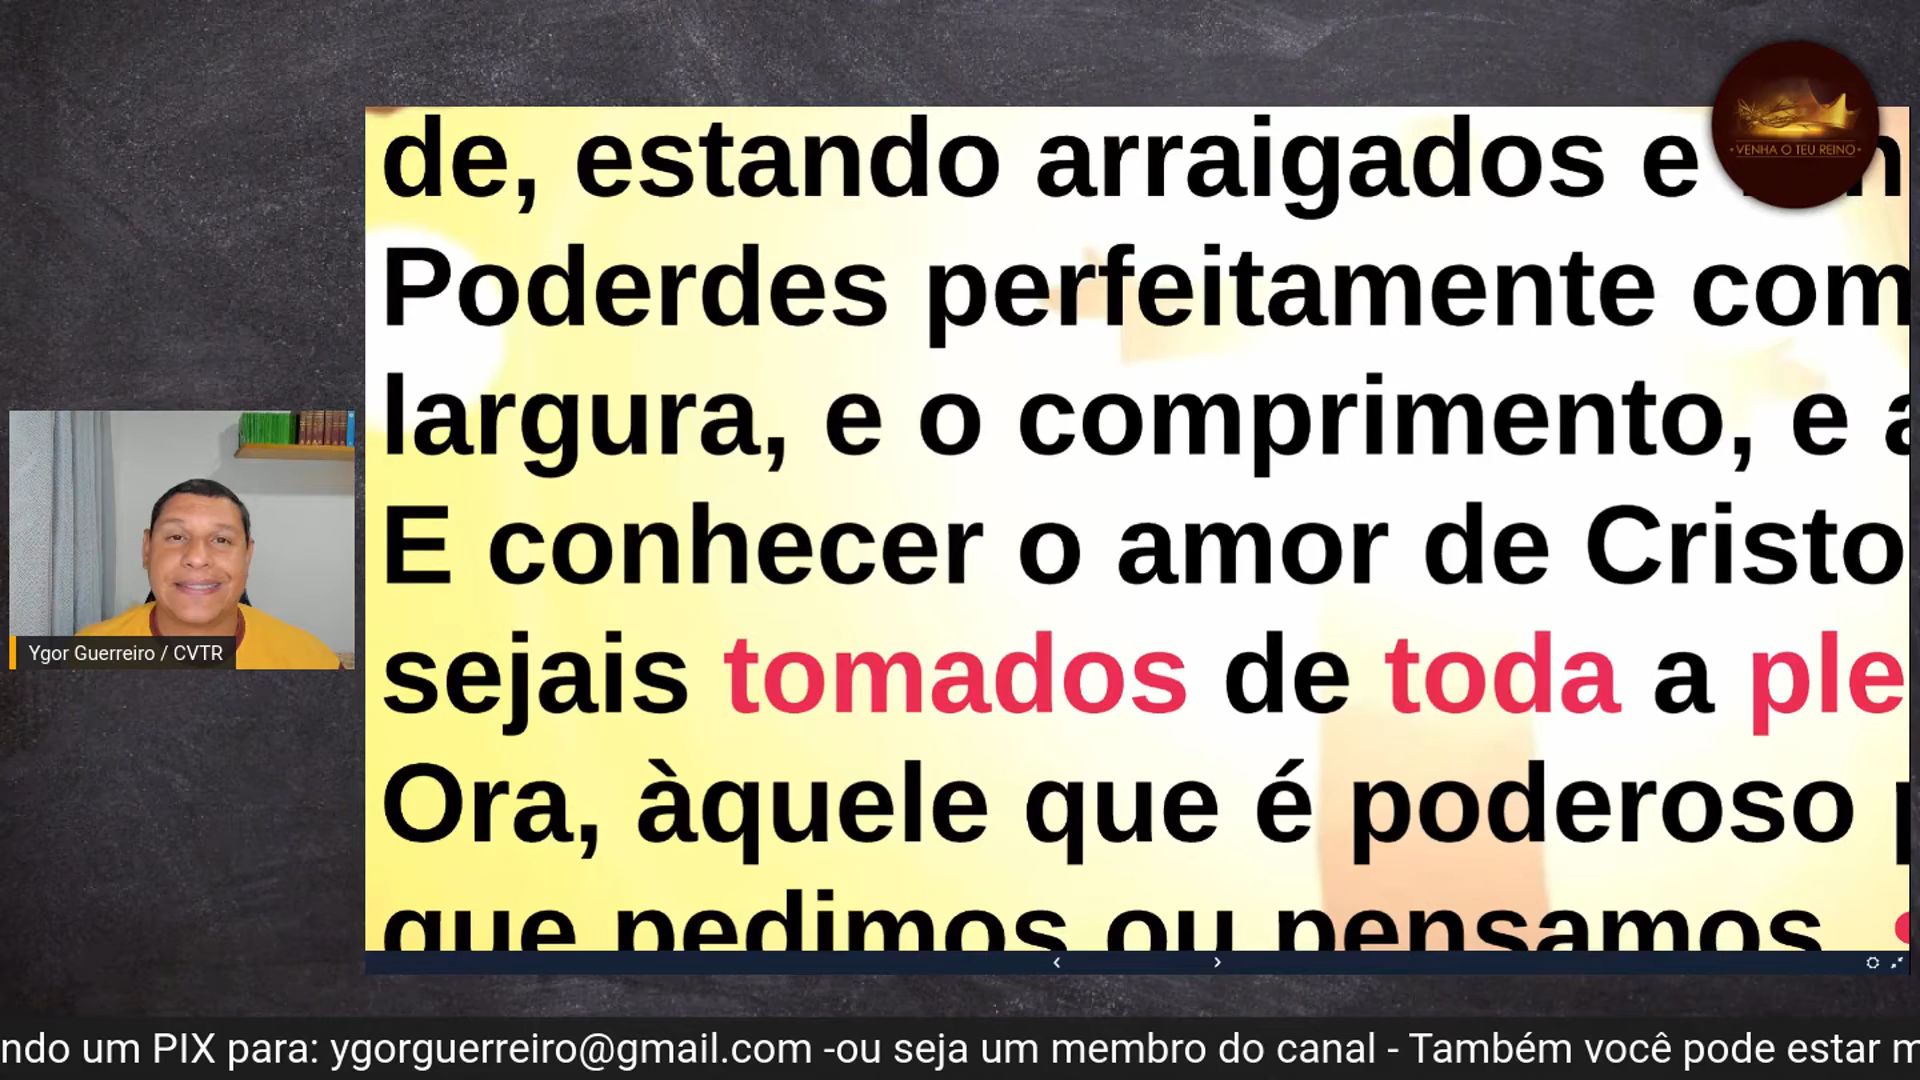 de, estando arraigados e
Poderdes perfeitamente com
largura, e o comprimento, e a
E conhecer o amor de Cristo
sejais tomados de toda a ple
Ora, àquele que é poderoso p
que pedimos ou pensamos,
• VENHA O TEU REINO •
Ygor Guerreiro / CVTR
ndo um PIX para: ygorguerreiro@gmail.com -ou seja um membro do canal - Também você pode estar m